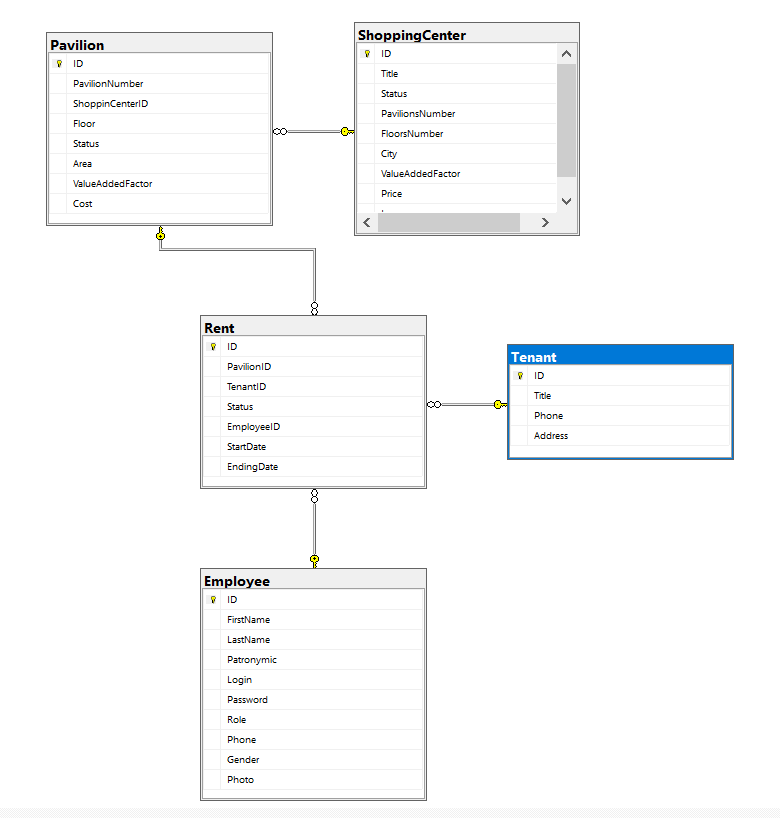 Pavilion
ID
PavilionNumber
ShoppinCenterID
Floor
Status
Area
ValueAddedFactor
Cost
ShoppingCenter
ID
Title
Status
PavilionsNumber
FloorsNumber
City
ValueAddedFactor
Price
Rent
ID
PavilionID
TenantID
Status
EmployeeID
StartDate
EndingDate
Tenant
ID
Title
Phone
Address
Employee
ID
FirstName
LastName
Patronymic
Login
Password
Role
Phone
Gender
Photo